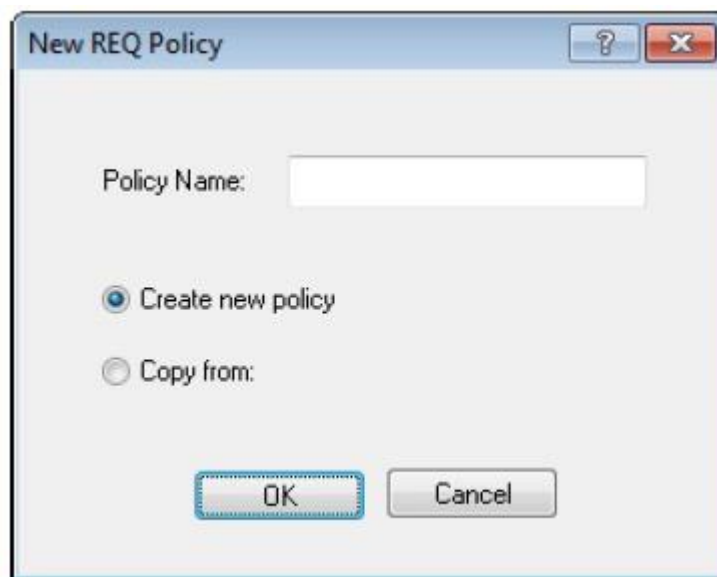 New REQ Policy
Policy Name:
Create new policy
Copy from:
OK Cancel